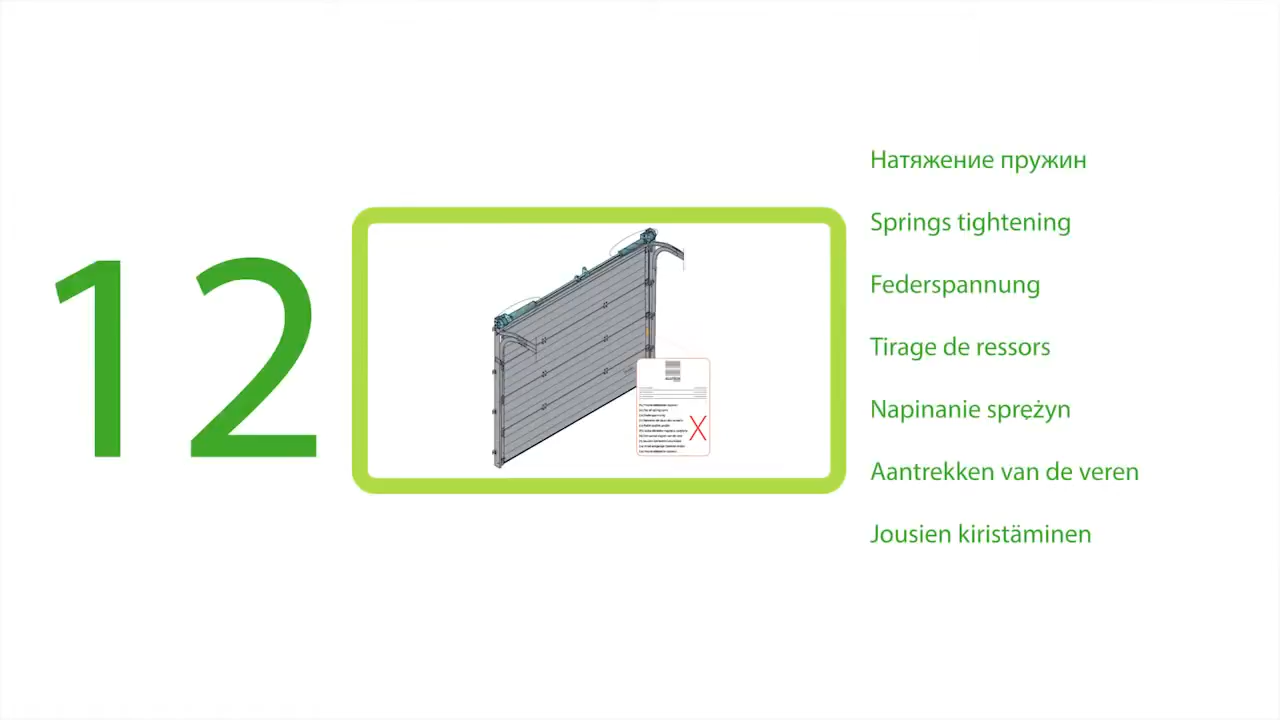 12
Натяжение пружин
Springs tightening
Federspannung
Tirage de ressors
Napinanie sprężyn
Aantrekken van de veren
Jousien kiristäminen
X